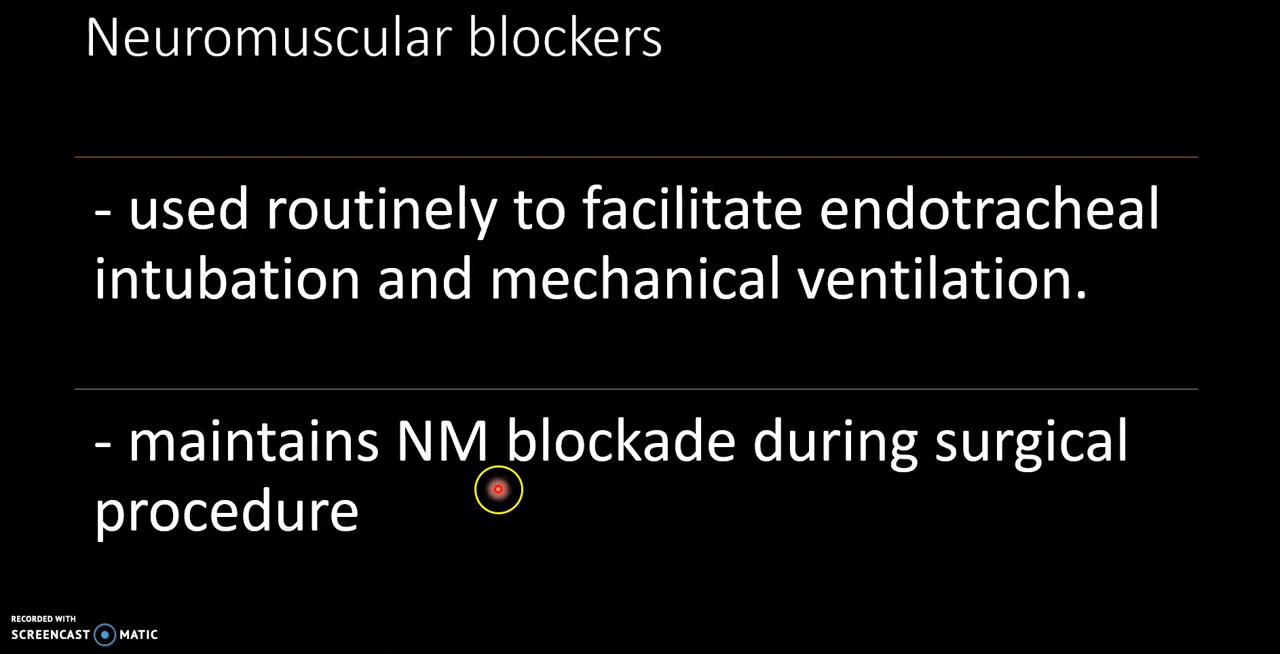 Neuromuscular blockers
- used routinely to facilitate endotracheal
intubation and mechanical ventilation.
- maintains NM blockade during surgical
procedure
RECORDED WITH
SCREENCAST MATIC